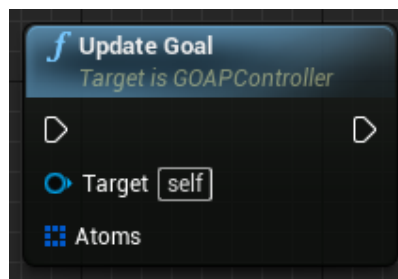 f Update Goal
Target is GOAPController
Target self
Atoms